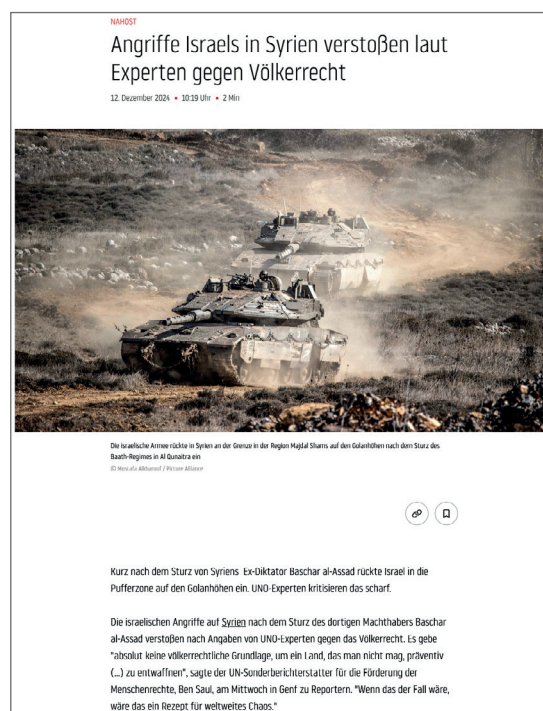 NAHOST
Angriffe Israels in Syrien verstoßen laut
Experten gegen Völkerrecht
12. Dezember 2024 • 10:19 Uhr • 2 Min
Die israelische Armee rückte in Syrien an der Grenze in der Region Majdal Shams auf den Golanhöhen nach dem Sturz des
Baath-Regimes in Al Qunaitra ein
© Mostafa Alkharouf / Picture Alliance
Kurz nach dem Sturz von Syriens Ex-Diktator Baschar al-Assad rückte Israel in die
Pufferzone auf den Golanhöhen ein. UNO-Experten kritisieren das scharf.
Die israelischen Angriffe auf Syrien nach dem Sturz des dortigen Machthabers Baschar
al-Assad verstoßen nach Angaben von UNO-Experten gegen das Völkerrecht. Es gebe
"absolut keine völkerrechtliche Grundlage, um ein Land, das man nicht mag, präventiv
(...) zu entwaffnen", sagte der UN-Sonderberichterstatter für die Förderung der
Menschenrechte, Ben Saul, am Mittwoch in Genf zu Reportern. "Wenn das der Fall wäre,
wäre das ein Rezept für weltweites Chaos."